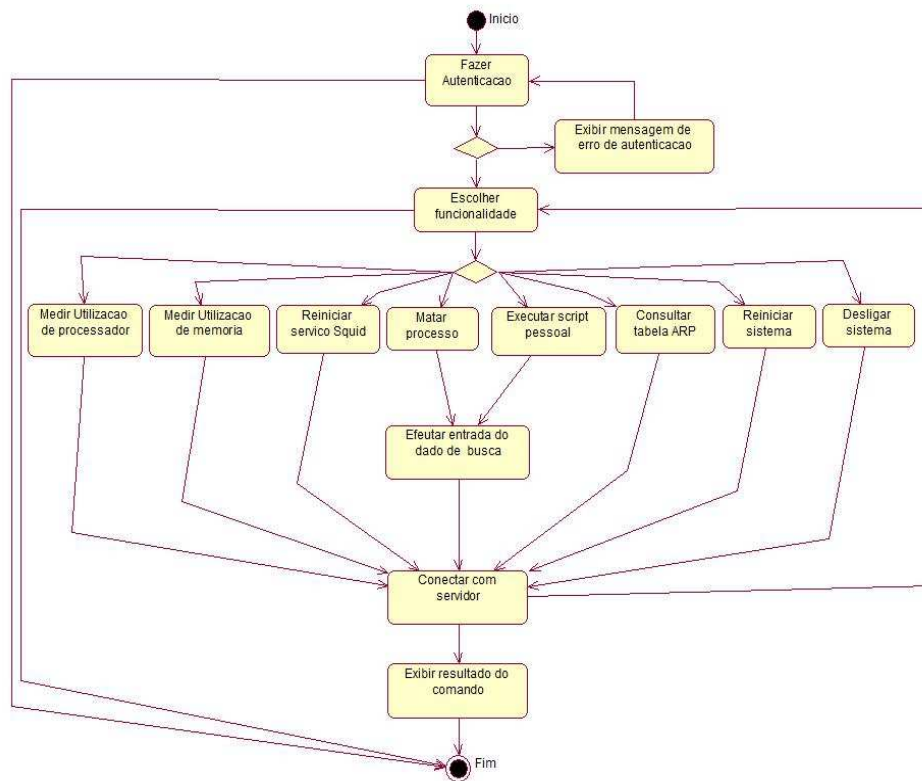 Inicio
Fazer
Autenticacao
Exibir mensagem de
erro de autenticacao
Escolher
funcionalidade
Medir Utilizacao
de processador
Medir Utilizacao
de memoria
Reiniciar
servico Squid
Matar
processo
Executar script
pessoal
Consultar
tabela ARP
Reiniciar
sistema
Desligar
sistema
Efeutar entrada do
dado de busca
Conectar com
servidor
Exibir resultado do
comando
Fim